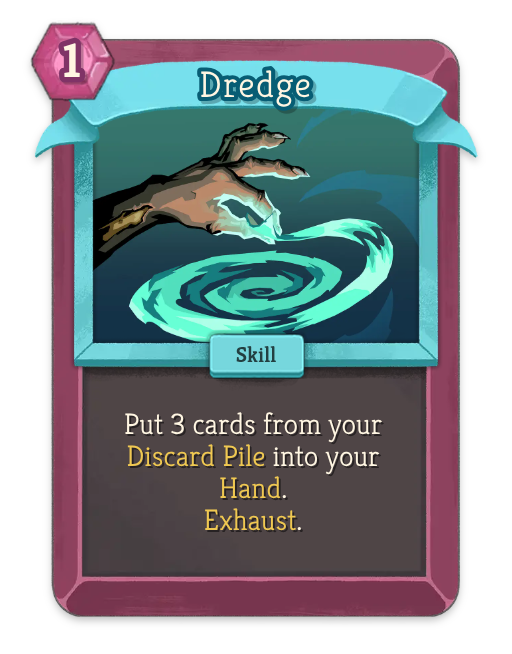 1
Dredge
Skill
Put 3 cards from your
Discard Pile into your
Hand.
Exhaust.